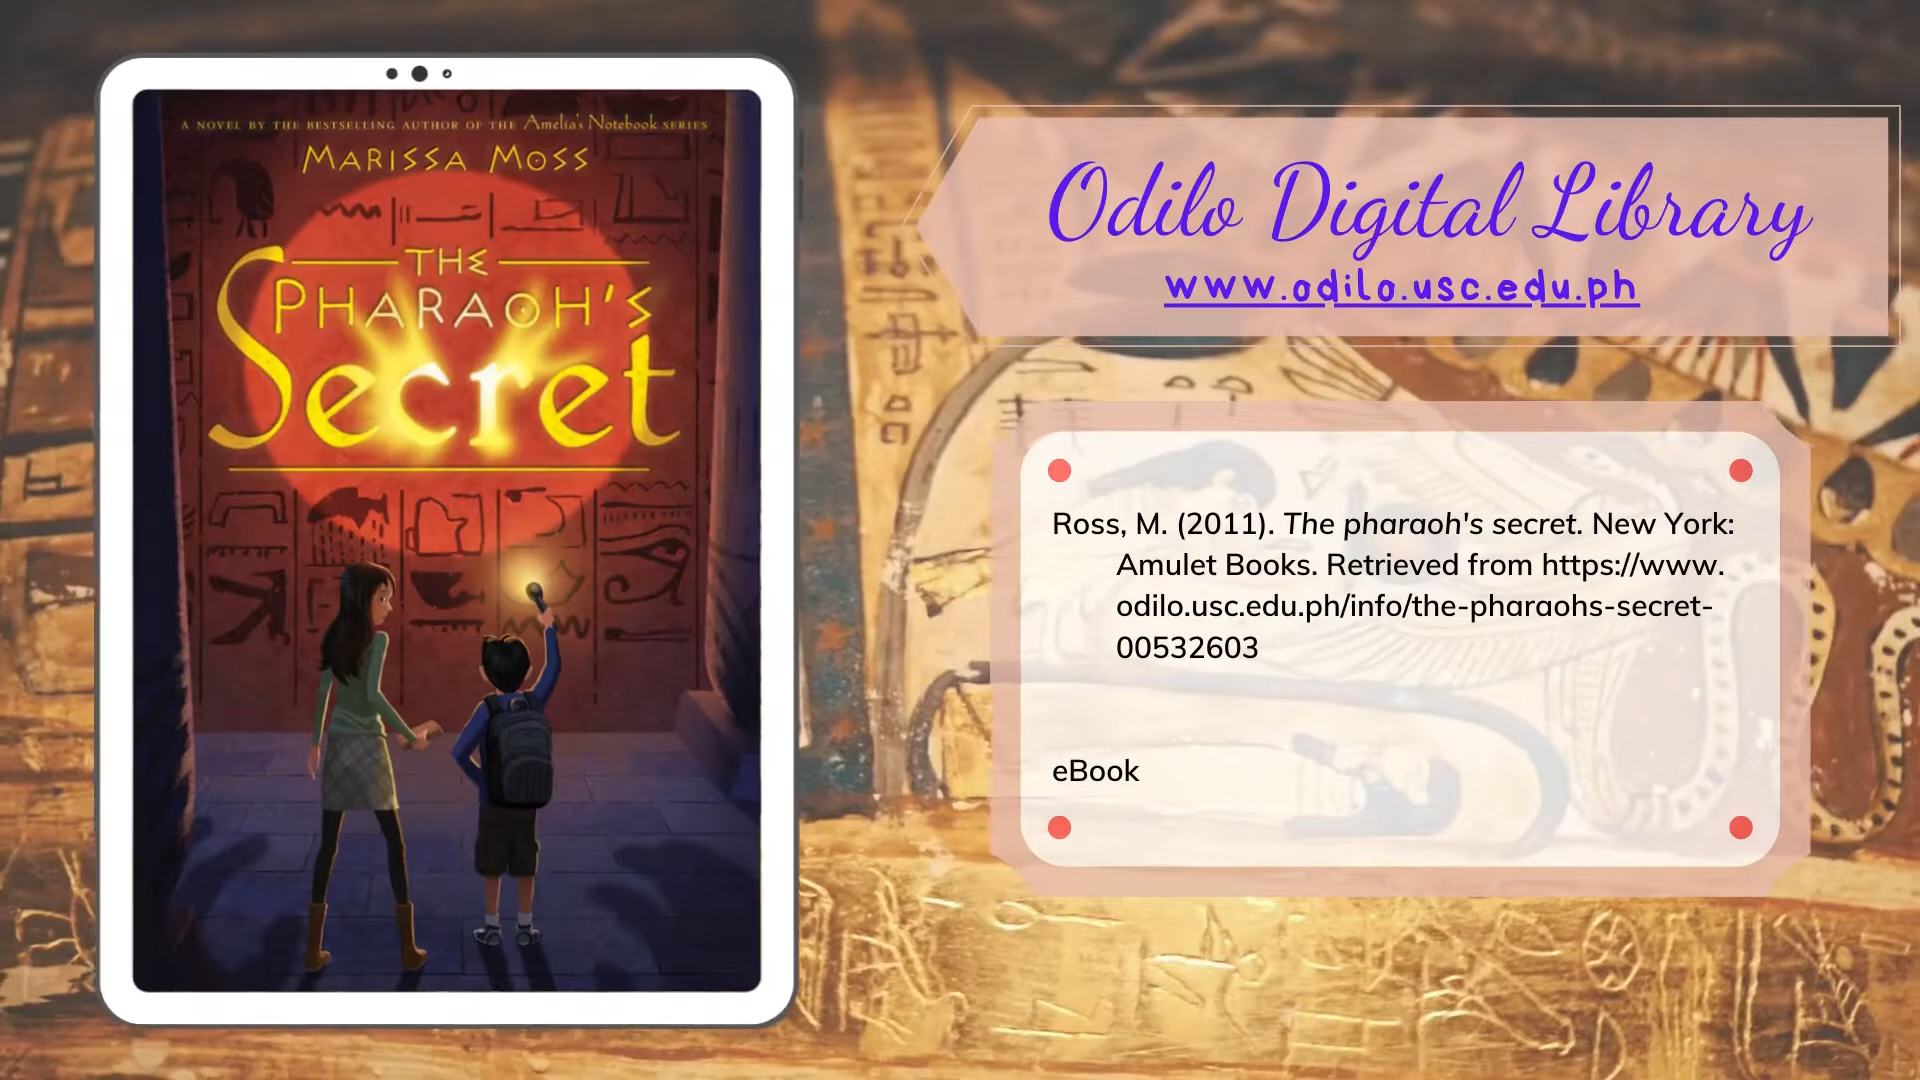 A NOVEL BY THE BESTSELLING AUTHOR OF THE Amelia's Notebook SERIES
MARISSA MOSS
THE
PHARAOH'S
Secret
Odilo Digital Library
www.odilo.usc.edu.ph
Ross, M. (2011). The pharaoh's secret. New York:
Amulet Books. Retrieved from https://www.
odilo.usc.edu.ph/info/the-pharaohs-secret-
00532603
eBook